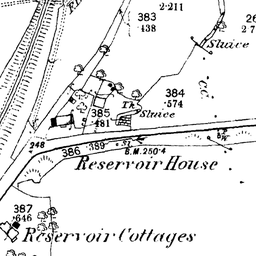 383
·438
2·211
Sluice
384
·574
385
·481
Sluice
248
386
·389
B.M.250·4
Reservoir House
387
·646
Reservoir Cottages